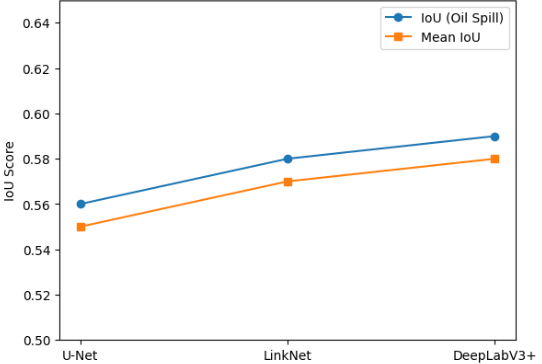 IoU (Oil Spill)
Mean IoU
IoU Score
0.64
0.62
0.60
0.58
0.56
0.54
0.52
0.50
U-Net
LinkNet
DeepLabV3+